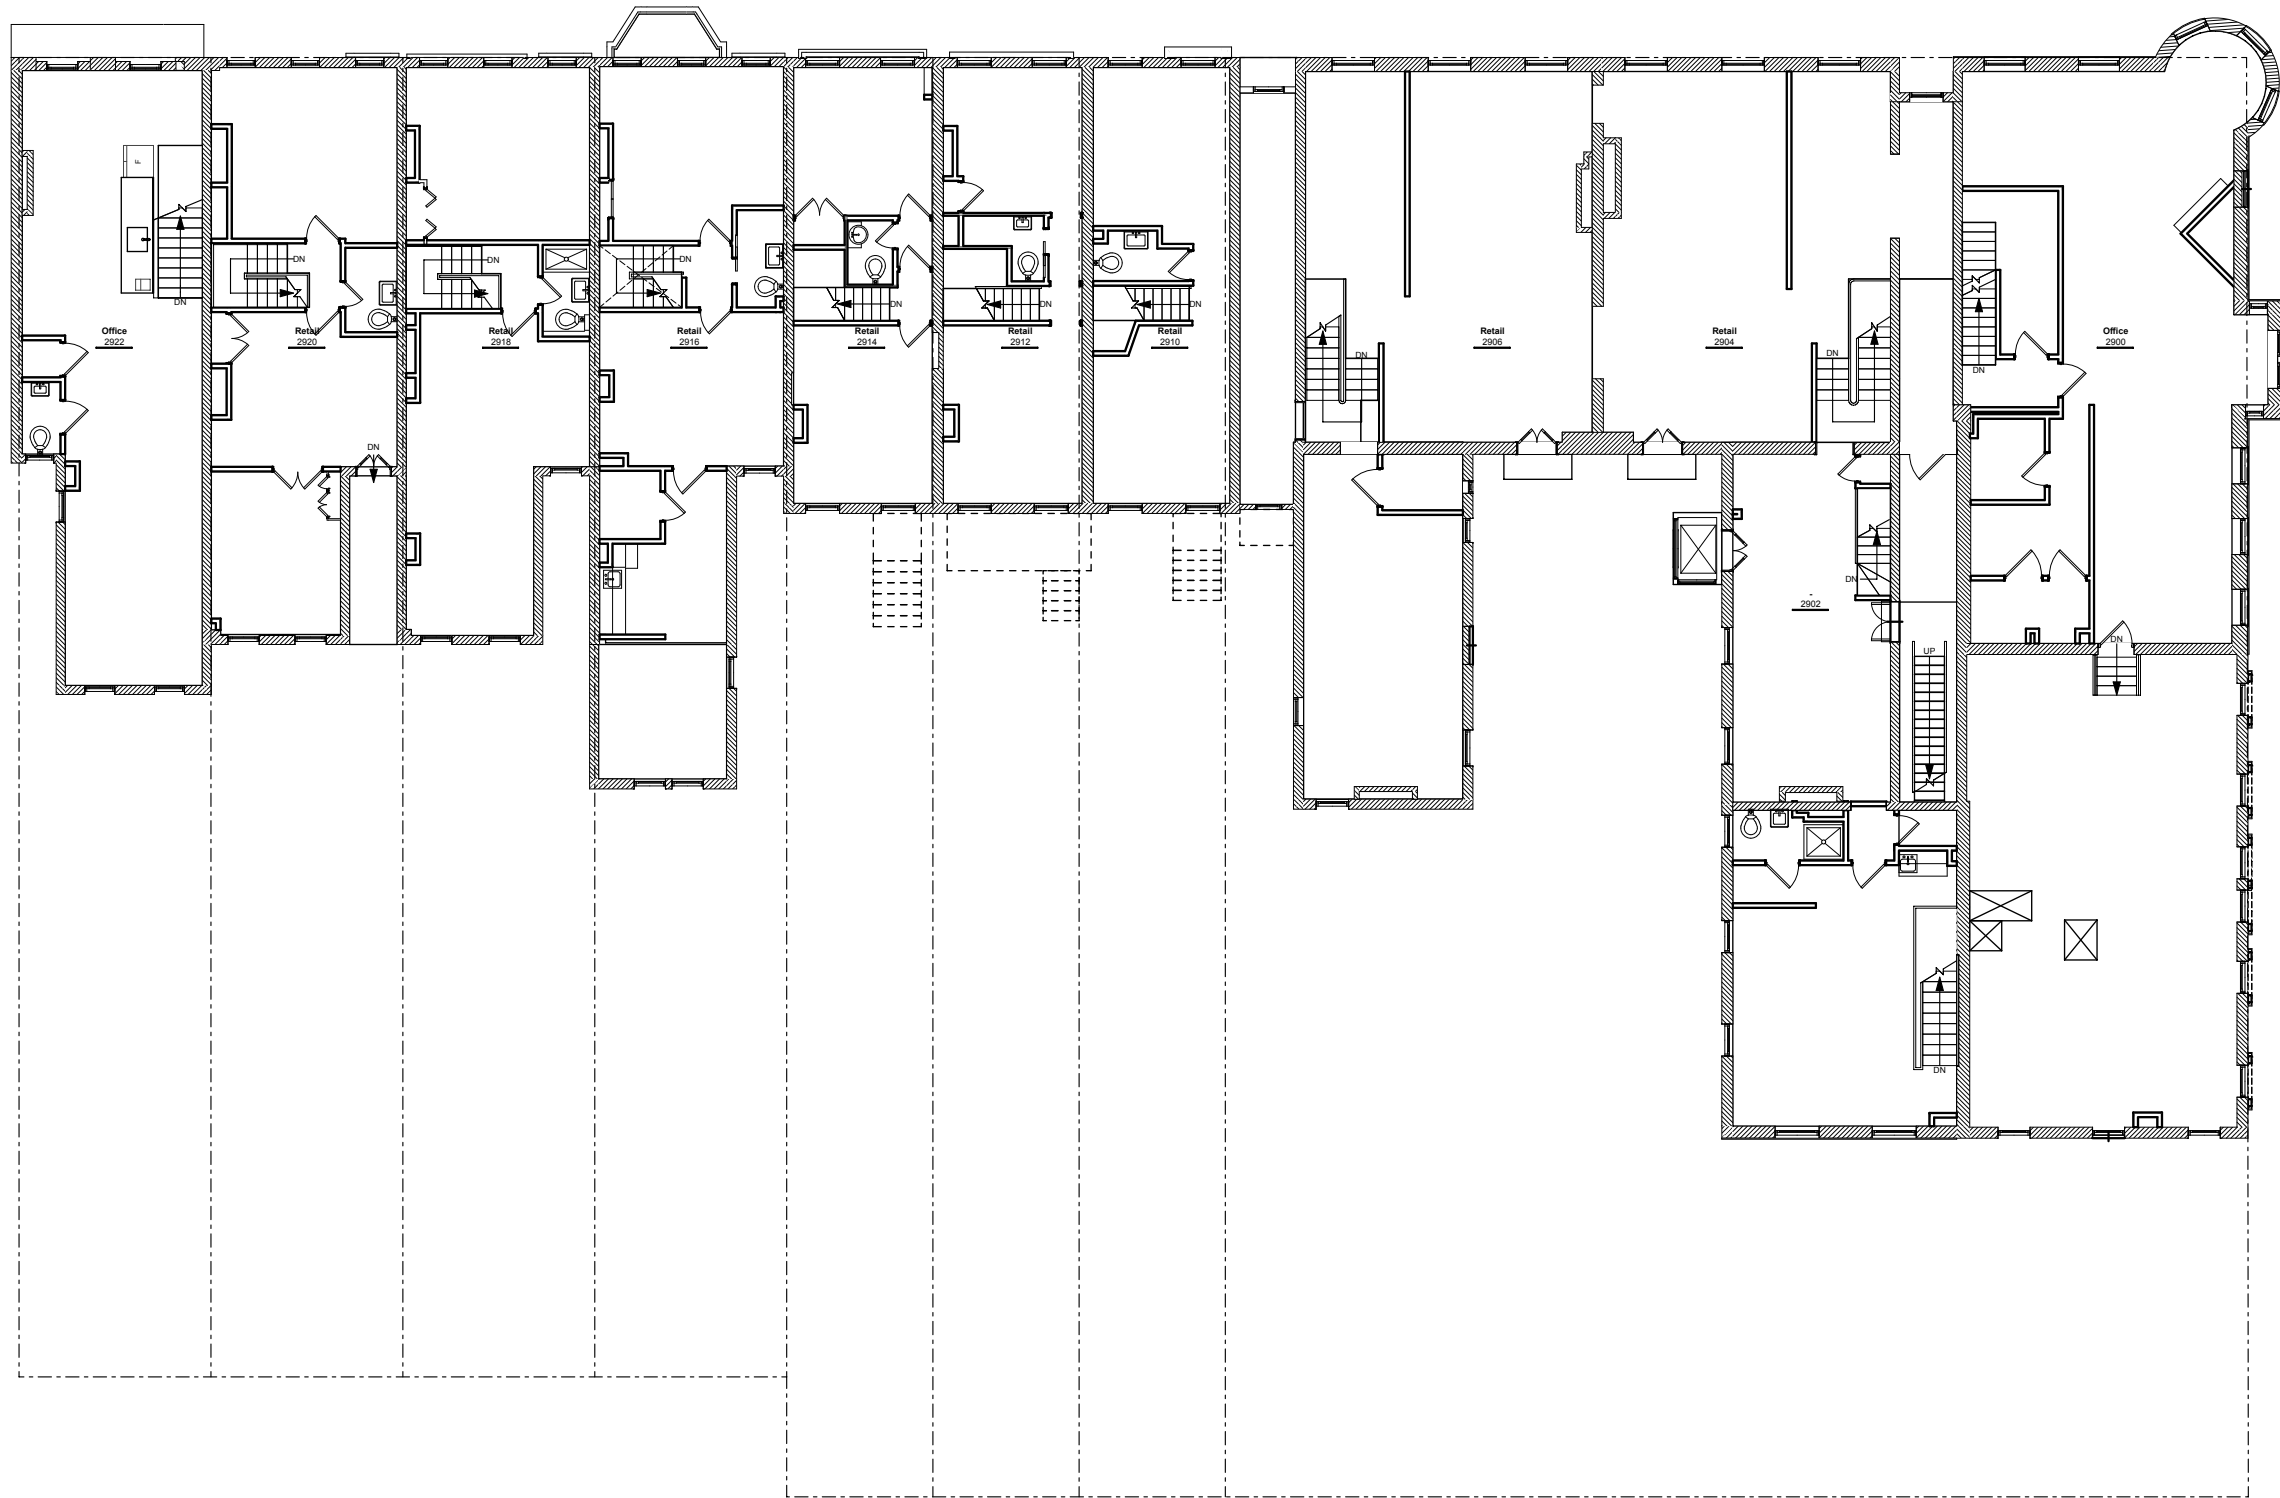 F
DN
Office
2922
DN
Retail
2920
DN
DN
Retail
2918
DN
Retail
2916
DN
Retail
2914
DN
Retail
2912
DN
Retail
2910
DN
Retail
2906
Retail
2904
DN
DN
Office
2900
DN
-
2902
UP
DN
DN